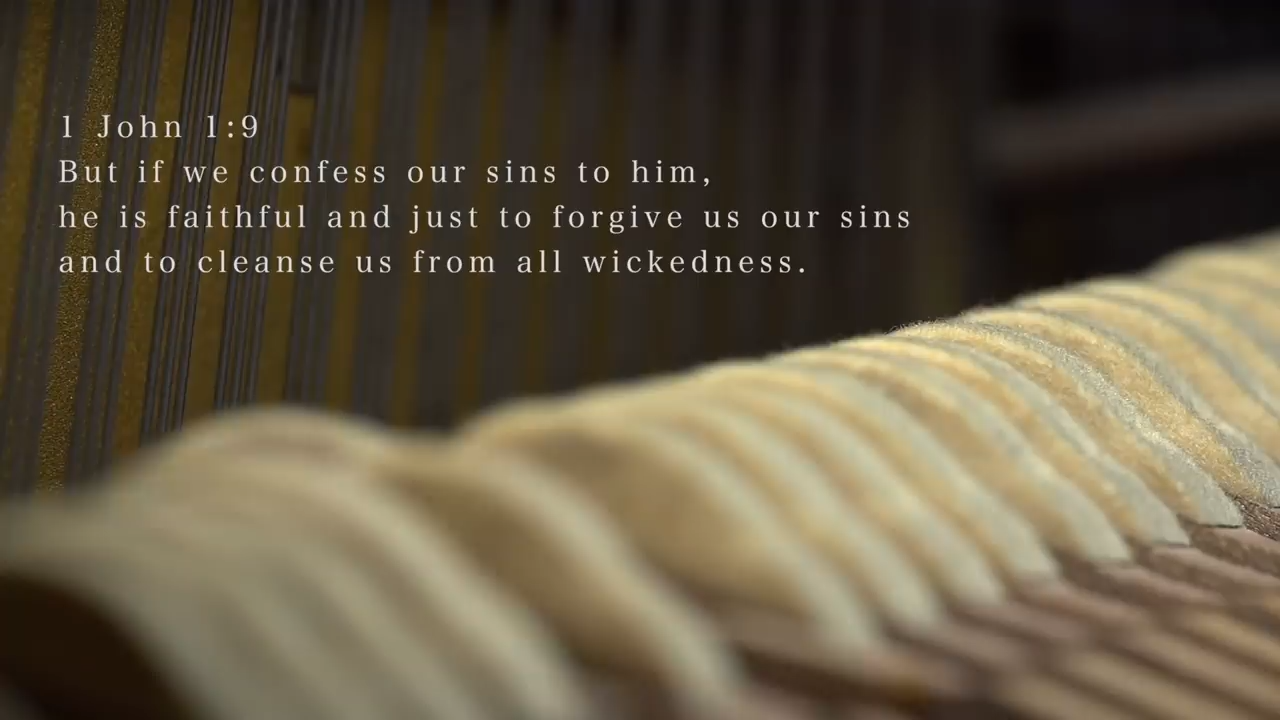 1 John 1:9
But if we confess our sins to him,
he is faithful and just to forgive us our sins
and to cleanse us from all wickedness.